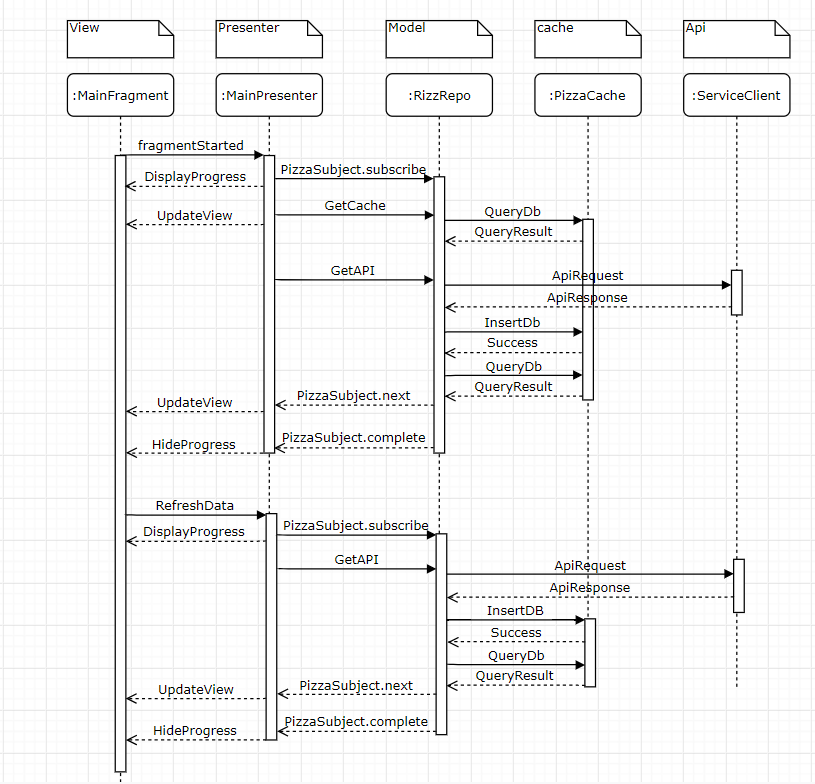 View
Presenter
Model
cache
Api
:MainFragment
:MainPresenter
:RizzRepo
:PizzaCache
:ServiceClient
fragmentStarted
PizzaSubject.subscribe
DisplayProgress
GetCache
QueryDb
UpdateView
QueryResult
GetAPI
ApiRequest
ApiResponse
InsertDb
Success
QueryDb
QueryResult
PizzaSubject.next
UpdateView
PizzaSubject.complete
HideProgress
RefreshData
PizzaSubject.subscribe
DisplayProgress
GetAPI
ApiRequest
ApiResponse
InsertDB
Success
QueryDb
QueryResult
PizzaSubject.next
UpdateView
PizzaSubject.complete
HideProgress